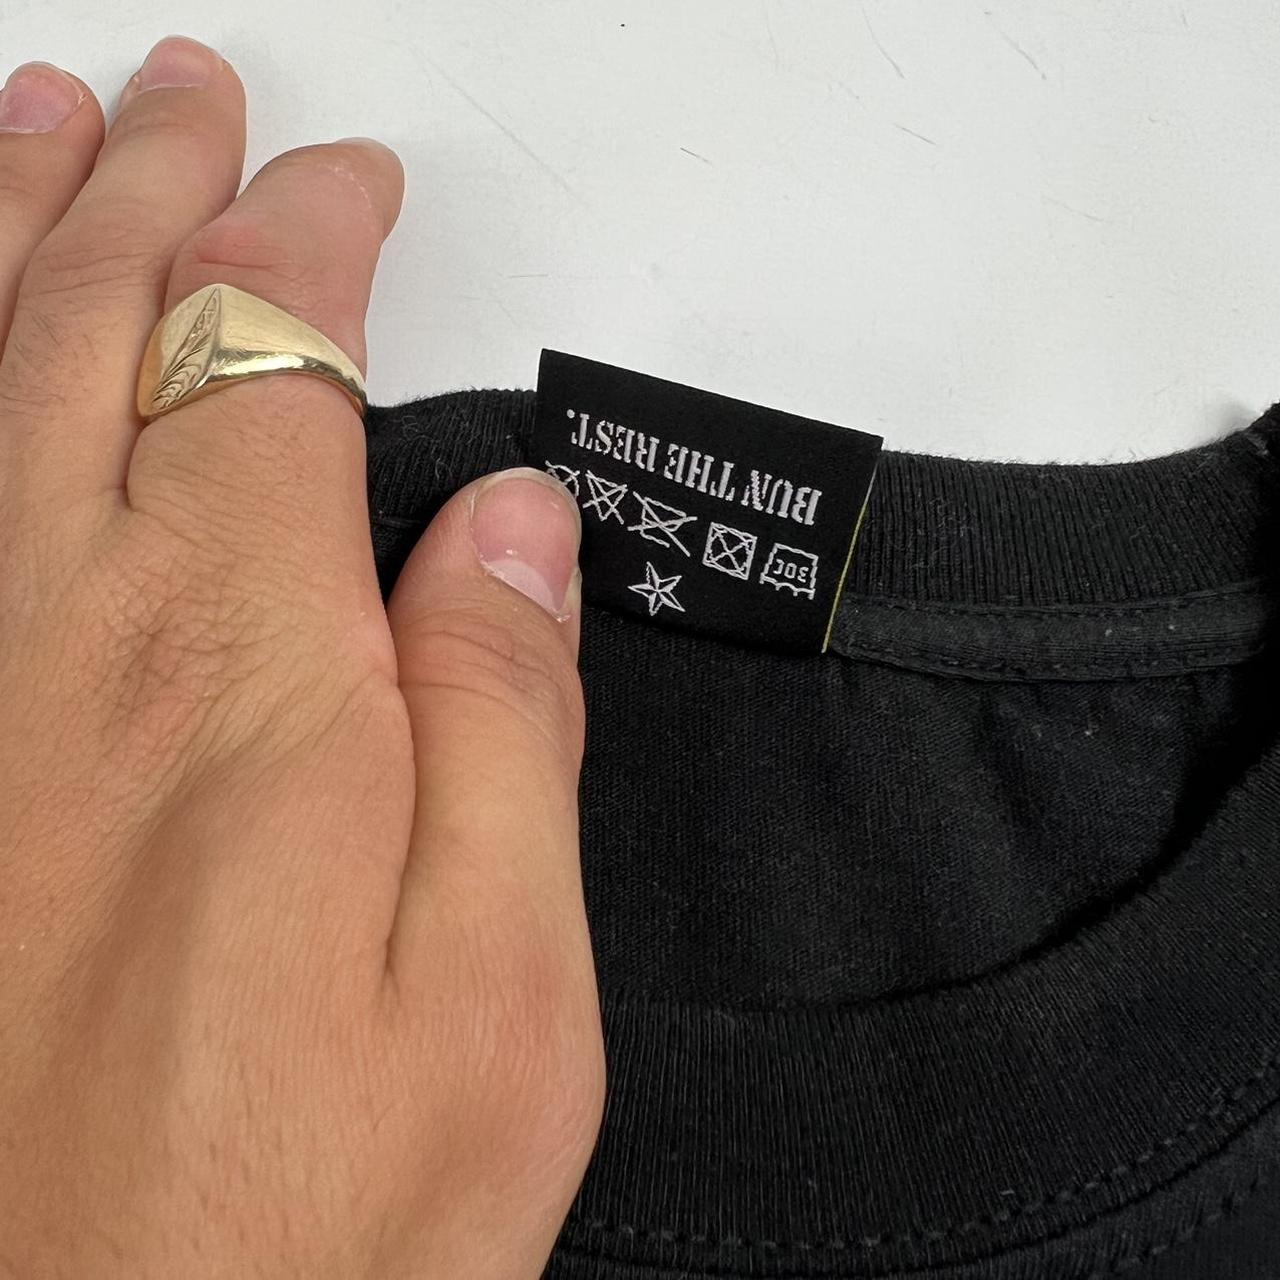 BUN THE REST.
30C